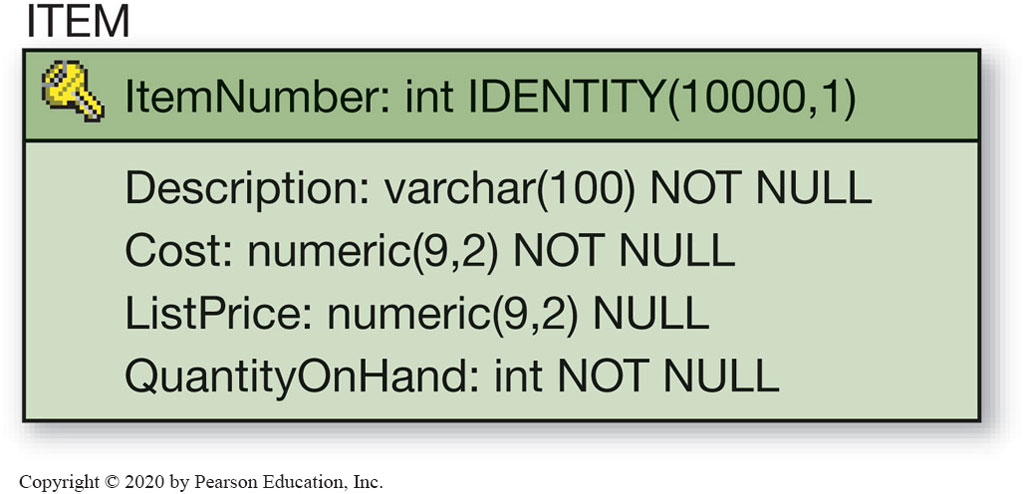 ITEM
ItemNumber: int IDENTITY(10000,1)
Description: varchar(100) NOT NULL
Cost: numeric(9,2) NOT NULL
ListPrice: numeric(9,2) NULL
QuantityOnHand: int NOT NULL
Copyright © 2020 by Pearson Education, Inc.